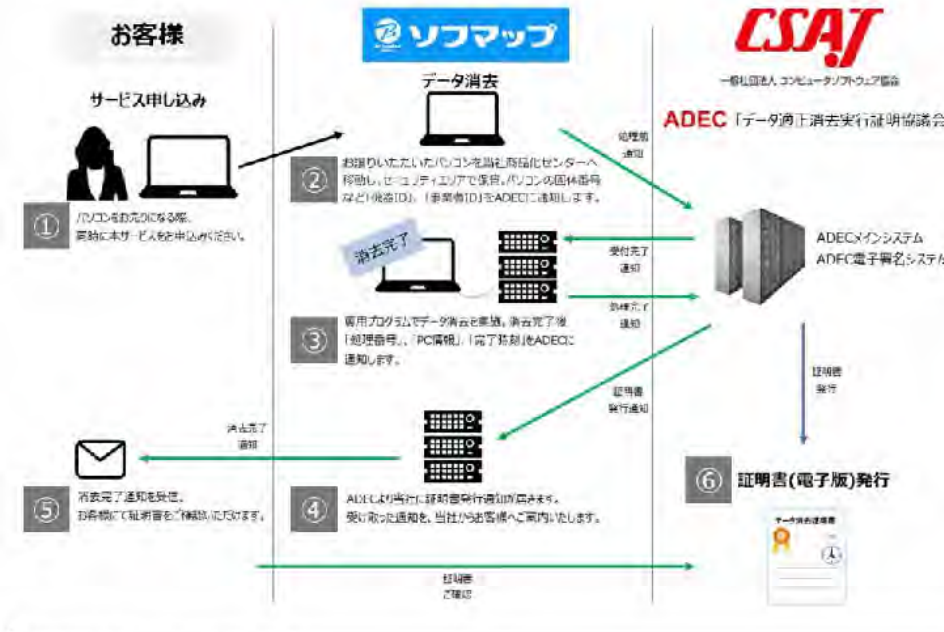 お客様
ソフマップ
CSAJ
一般社団法人 コンピュータソフトウェア協会
サービス申し込み
データ消去
ADEC「データ適正消去実行証明協議会
処理前
通知
①
パソコンをお売りになる際、
同時に本サービスをお申込みください。
②
お譲りいただいたパソコンを当社商品化センターへ
移動し、セキュリティエリアで保管。パソコンの固体番号
など「機器ID」、「事業者ID」をADECに通知します。
消去完了
受付完了
通知
ADECメインシステム
ADEC電子署名システム
処理完了
通知
③
専用プログラムでデータ消去を実施。消去完了後
「処理番号」、「PC情報」、「完了時刻」をADECに
通知します。
証明書
発行通知
証明書
発行
消去完了
通知
⑤
消去完了通知を受信、
お客様にて証明書をご確認いただけます。
④
ADECより当社に証明書発行通知が届きます。
受け取った通知を、当社からお客様へご案内いたします。
⑥
証明書(電子版)発行
データ消去証明書
証明書
ご確認